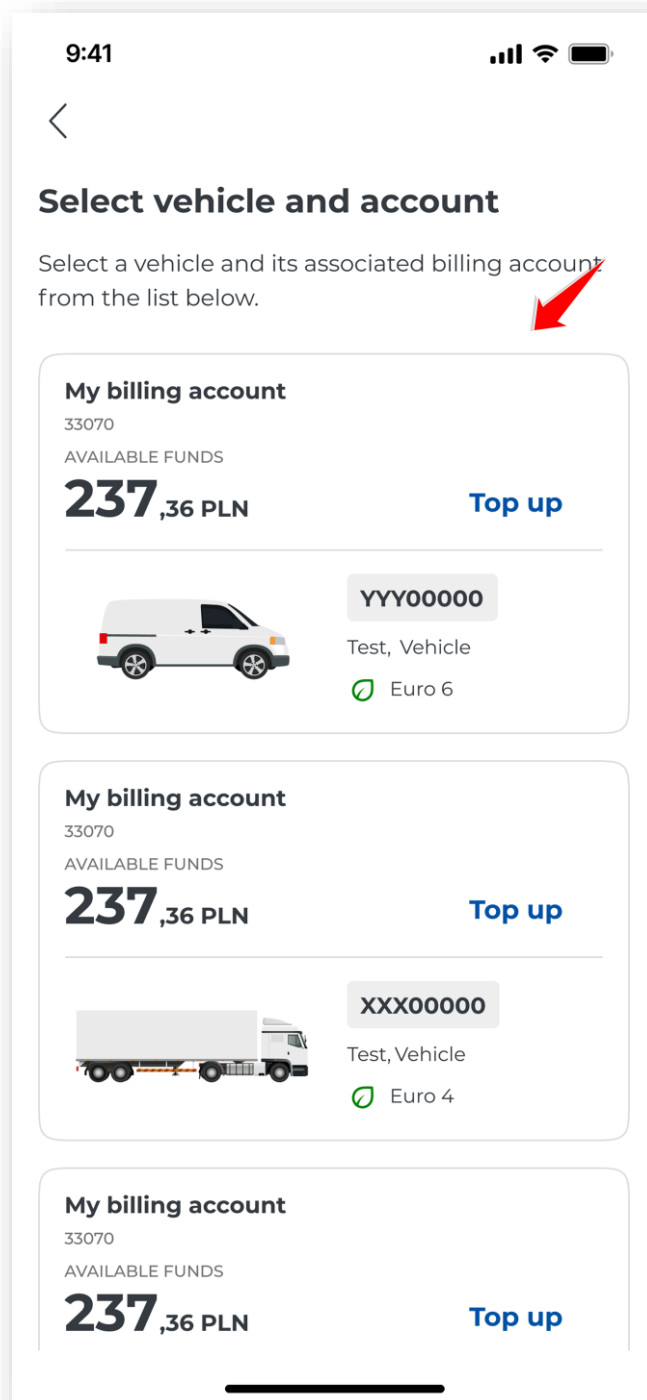 9:41
Select vehicle and account
Select a vehicle and its associated billing account
from the list below.
My billing account
33070
AVAILABLE FUNDS
237,36 PLN
Top up
YYY00000
Test, Vehicle
Euro 6
My billing account
33070
AVAILABLE FUNDS
237,36 PLN
Top up
XXX00000
Test, Vehicle
Euro 4
My billing account
33070
AVAILABLE FUNDS
237,36 PLN
Top up